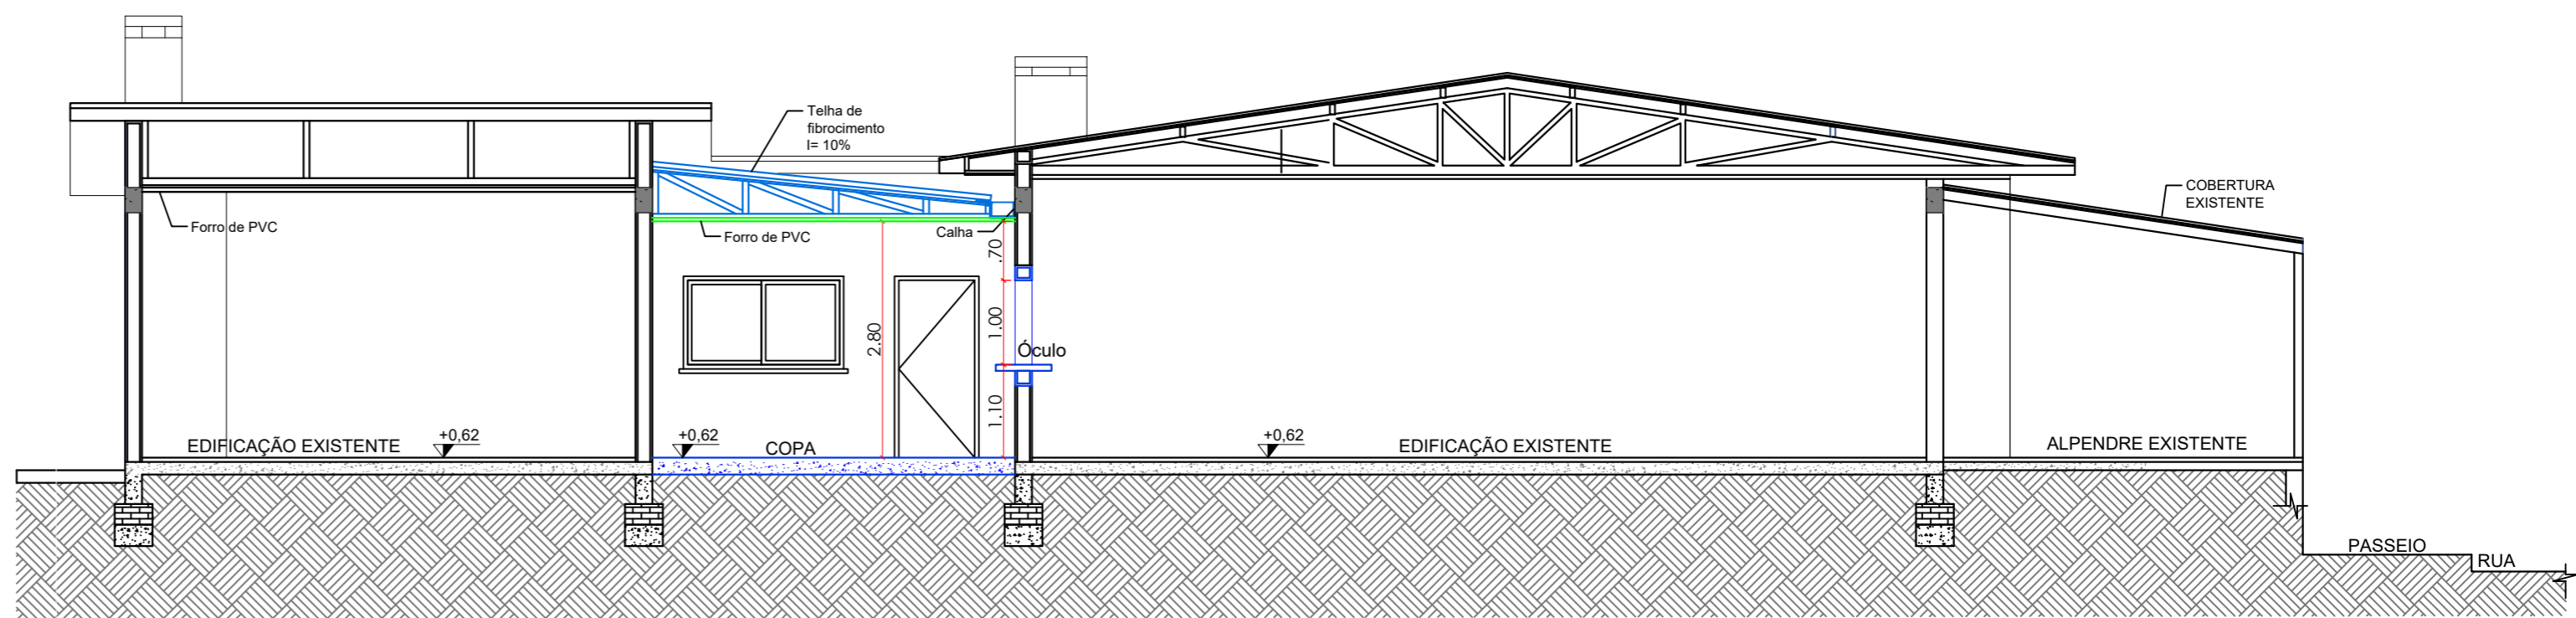 Telha de
fibrocimento
I= 10%
COBERTURA
EXISTENTE
Forro de PVC
Forro de PVC
Calha
.70
1.00
2.80
Óculo
1.10
EDIFICAÇÃO EXISTENTE
+0,62
+0,62
COPA
+0,62
EDIFICAÇÃO EXISTENTE
ALPENDRE EXISTENTE
PASSEIO
RUA